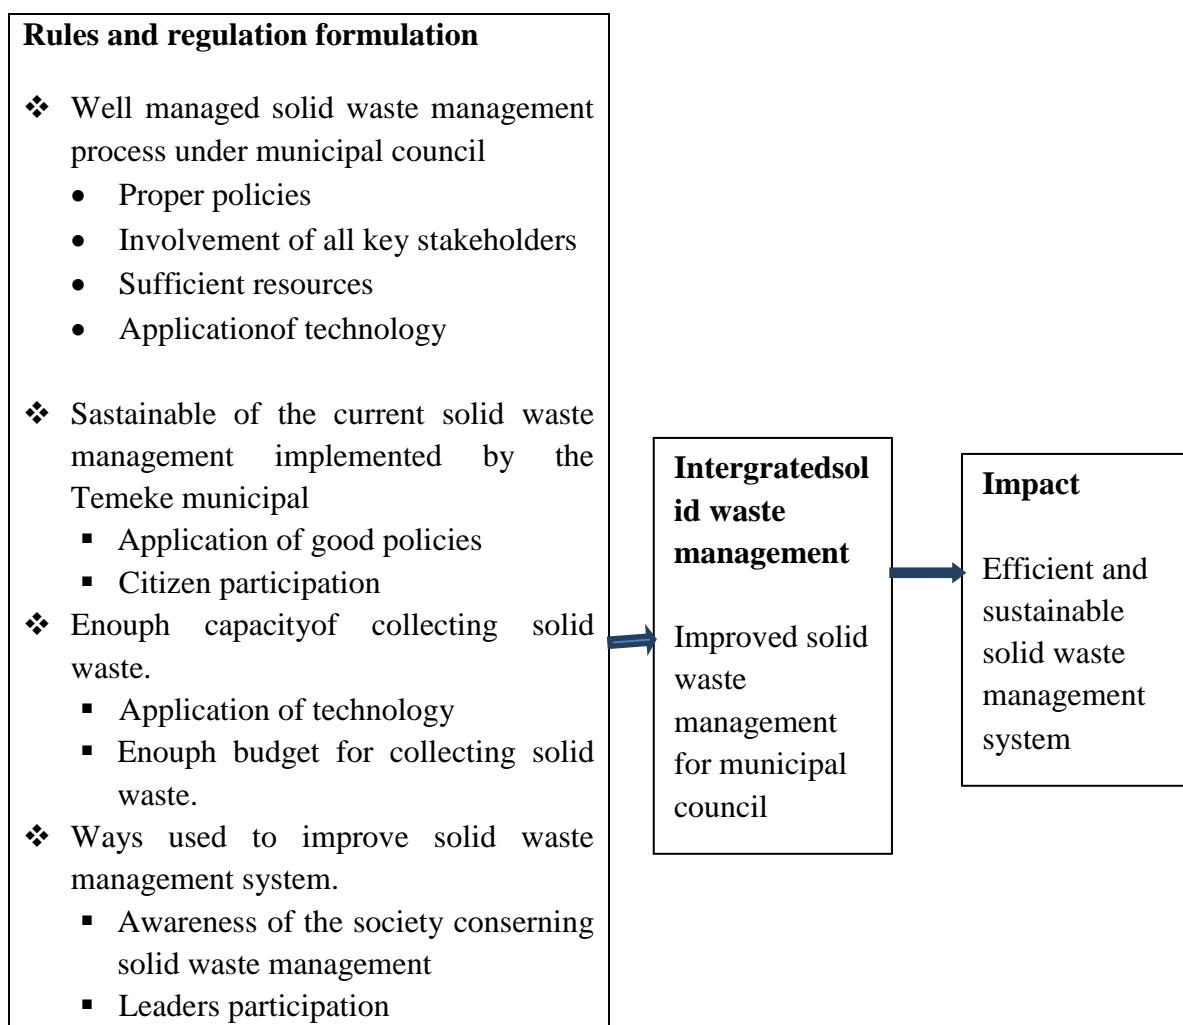 Rules and regulation formulation
❖ Well managed solid waste management
process under municipal council
• Proper policies
• Involvement of all key stakeholders
• Sufficient resources
• Applicationof technology
❖ Sastainable of the current solid waste
management implemented by the
Temeke municipal
▪ Application of good policies
▪ Citizen participation
❖ Enouph capacityof collecting solid
waste.
▪ Application of technology
▪ Enouph budget for collecting solid
waste.
❖ Ways used to improve solid waste
management system.
▪ Awareness of the society conserning
solid waste management
▪ Leaders participation
Intergratedsol
id waste
management
Improved solid
waste
management
for municipal
council
Impact
Efficient and
sustainable
solid waste
management
system